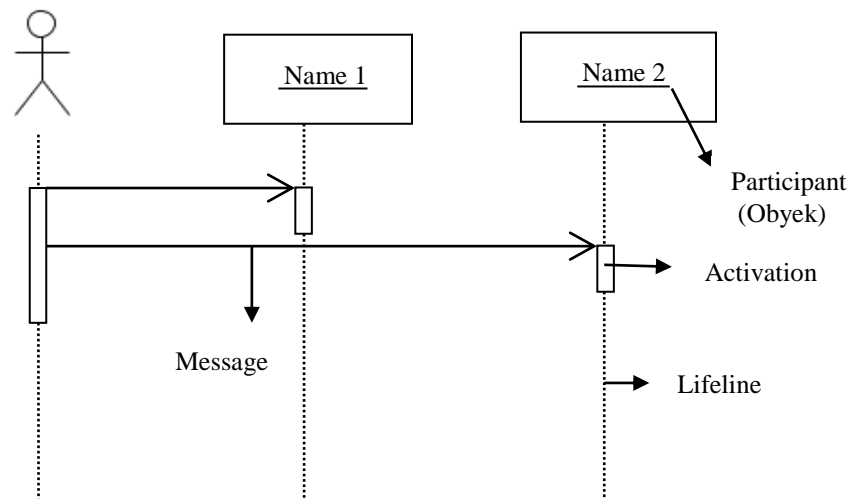 Name 1
Name 2
Participant
(Obyek)
Activation
Message
Lifeline